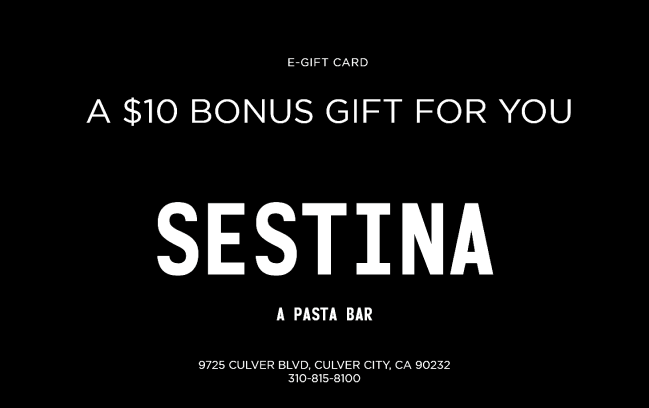 E-GIFT CARD
A $10 BONUS GIFT FOR YOU
SESTINA
A PASTA BAR
9725 CULVER BLVD, CULVER CITY, CA 90232
310-815-8100